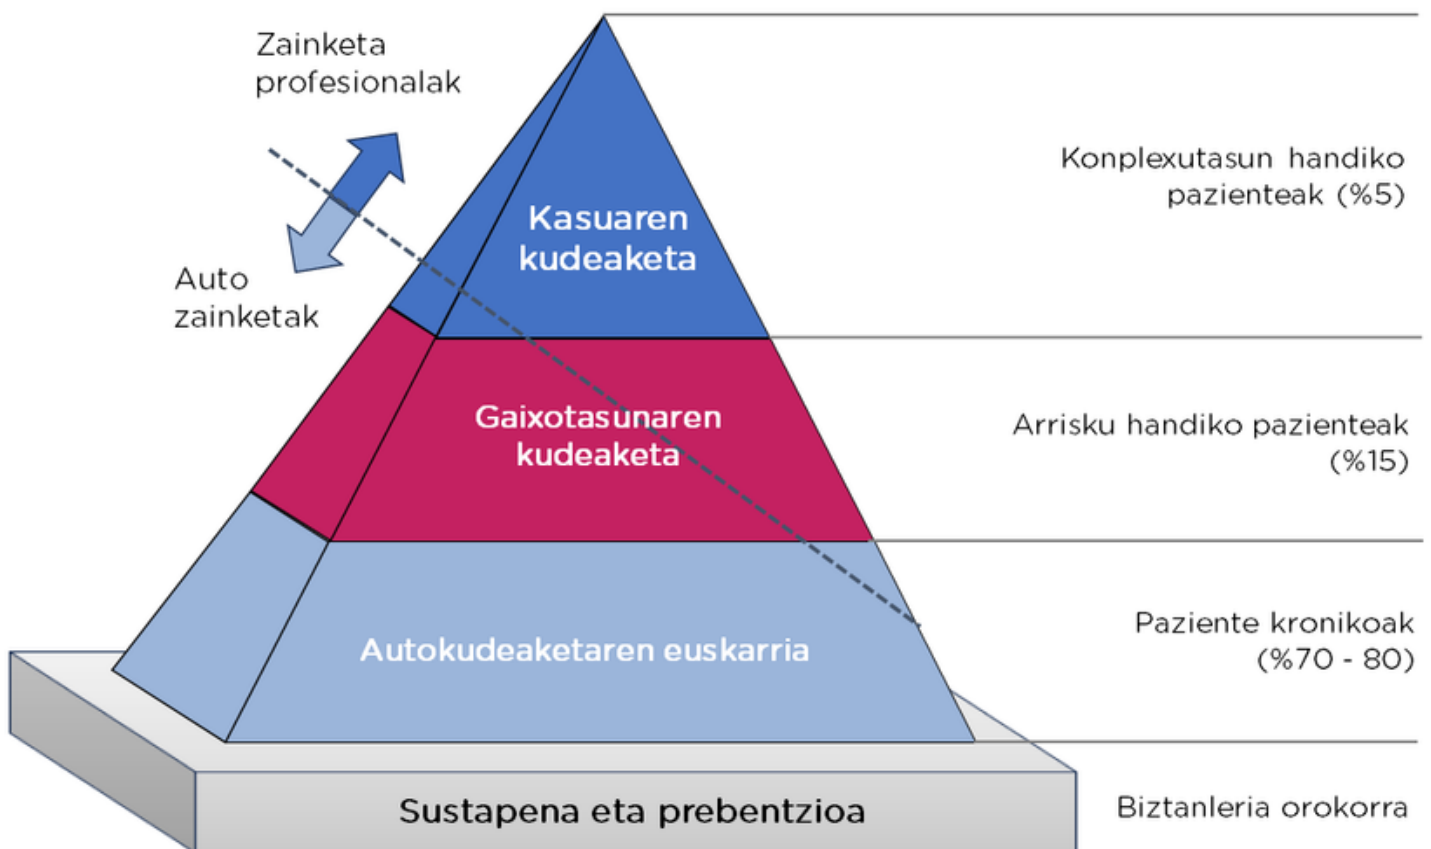 Zainketa
profesionalak
Auto
zainketak
Kasuaren
kudeaketa
Konplexutasun handiko
pazienteak (%5)
Gaixotasunaren
kudeaketa
Arrisku handiko pazienteak
(%15)
Autokudeaketaren euskarria
Paziente kronikoak
(%70 - 80)
Sustapena eta prebentzioa
Biztanleria orokorra